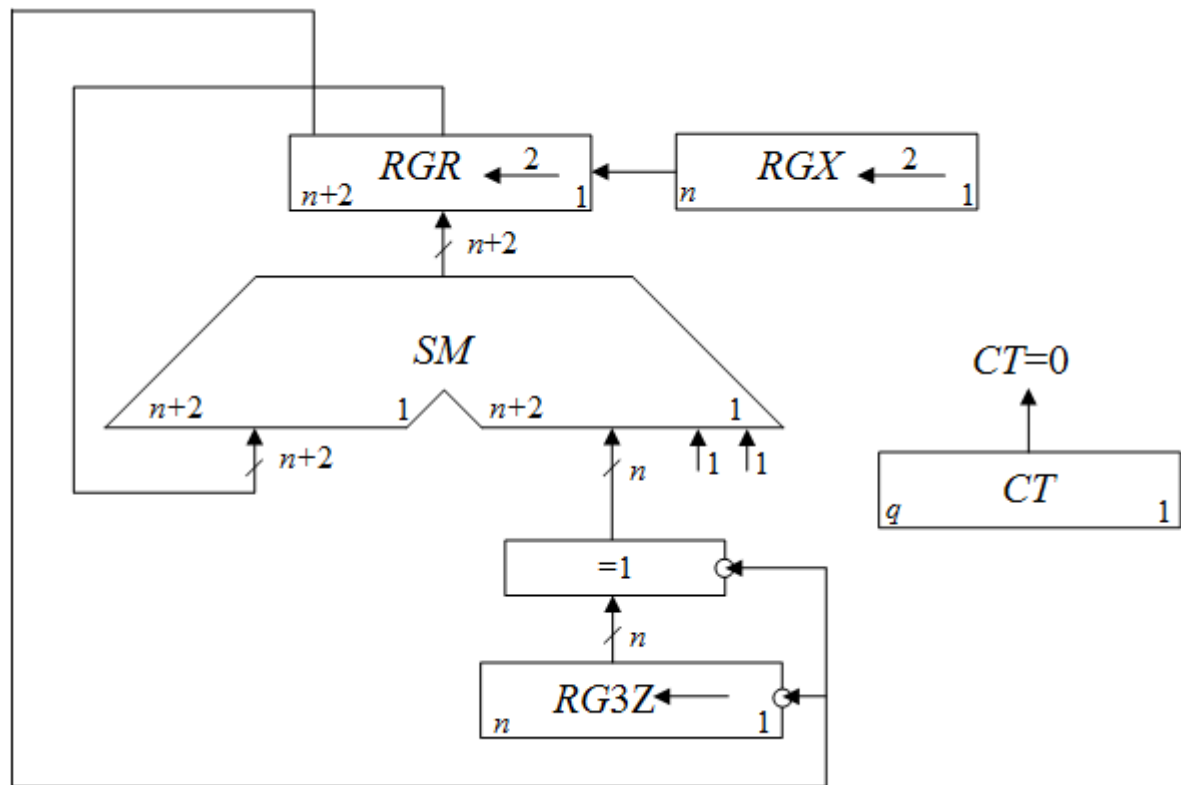 RGR 2
n+2 1
RGX 2
n 1
n+2
SM
n+2 1 n+2 1
n+2
n
1 1
CT=0
CT
q 1
=1
n
RG3Z
n 1